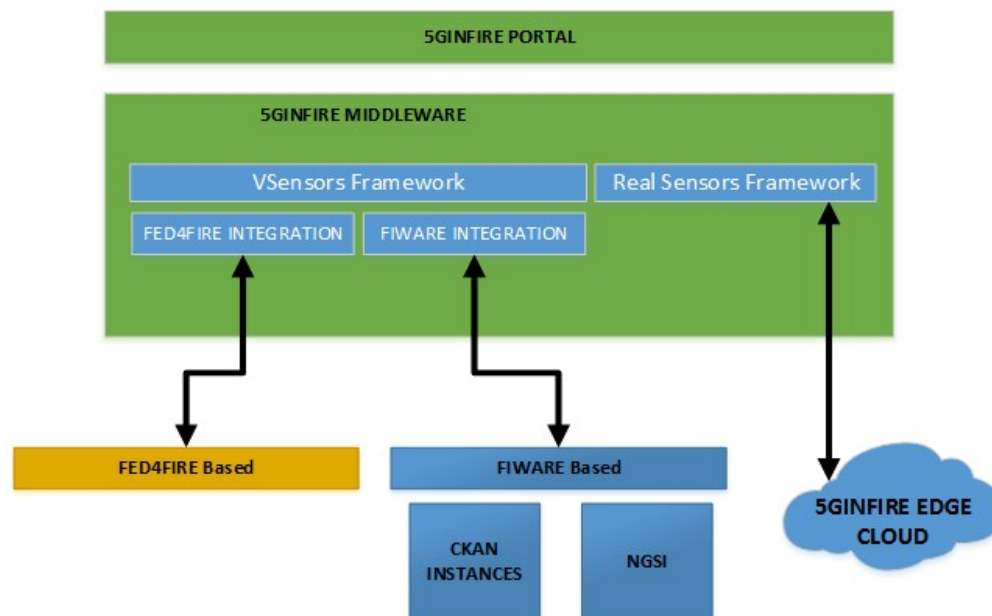 5GINFIRE PORTAL
5GINFIRE MIDDLEWARE
VSensors Framework
Real Sensors Framework
FED4FIRE INTEGRATION
FIWARE INTEGRATION
FED4FIRE Based
FIWARE Based
5GINFIRE EDGE
CLOUD
CKAN
INSTANCES
NGSI